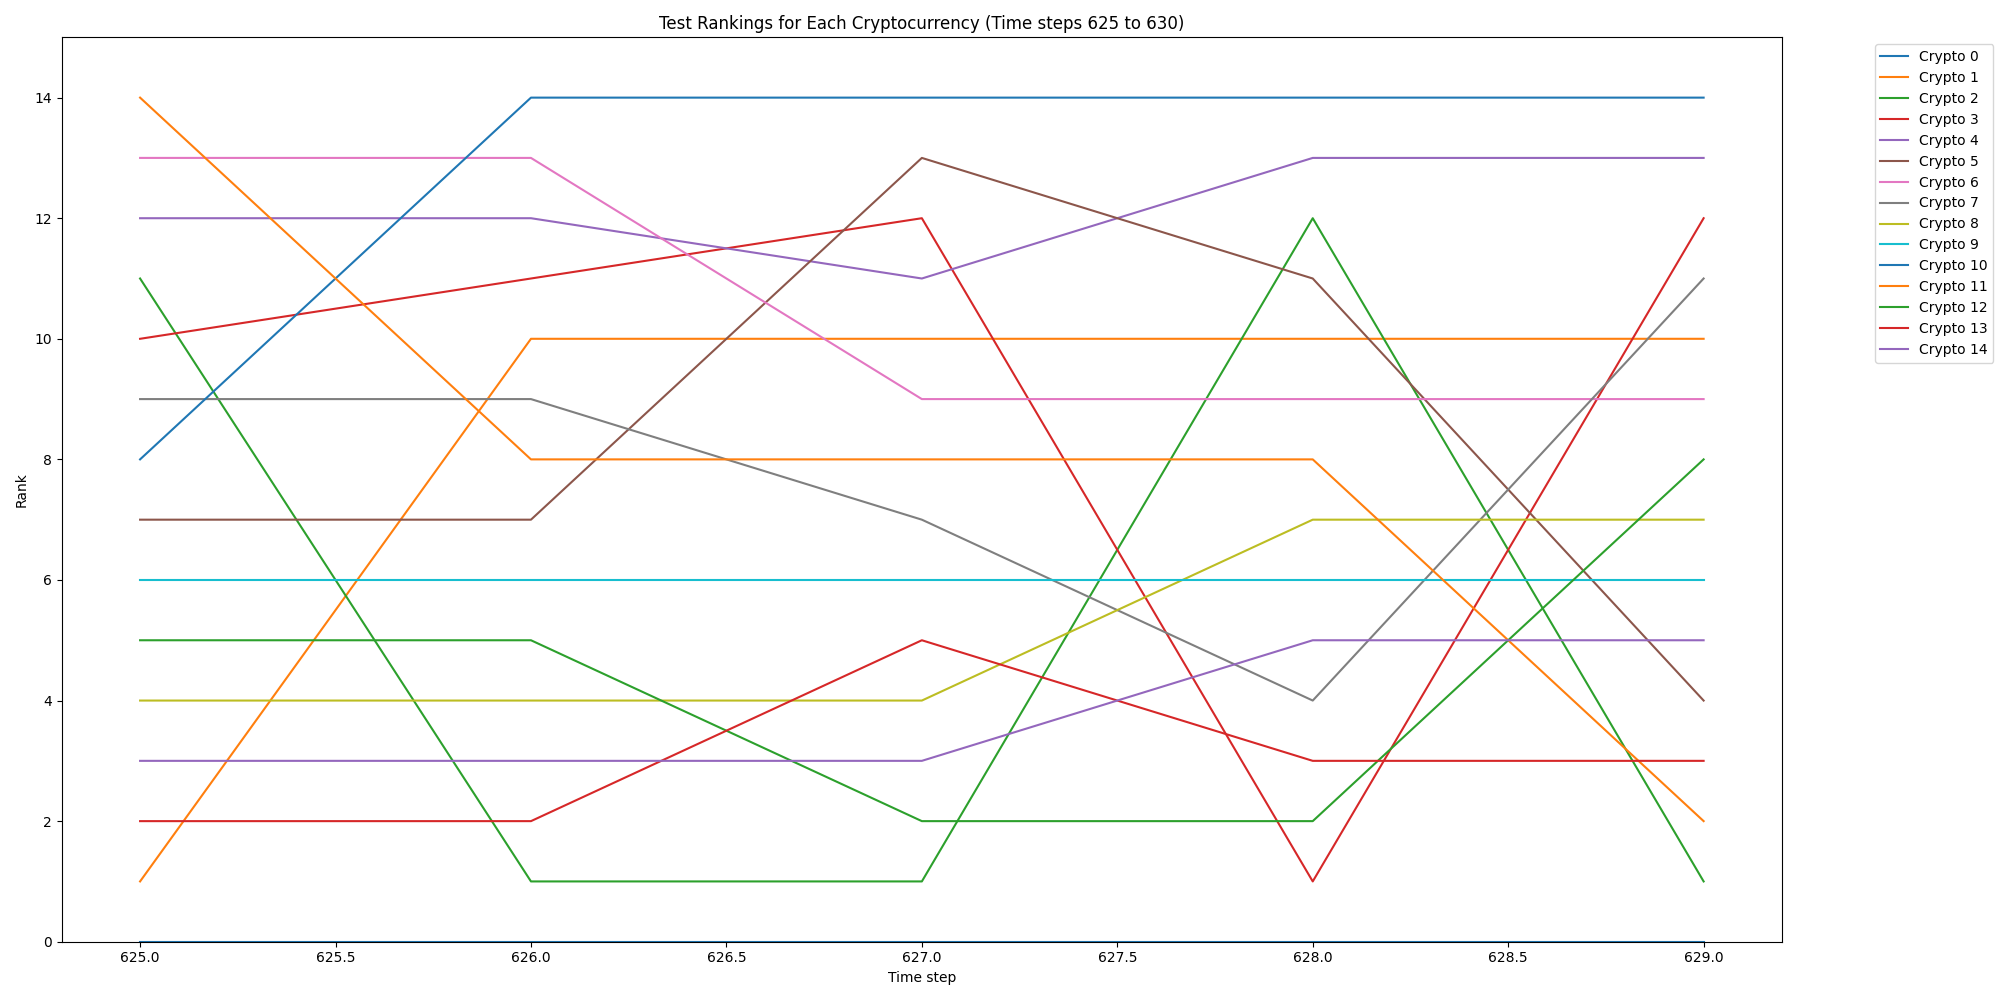 Test Rankings for Each Cryptocurrency (Time steps 625 to 630)
Rank
14
12
10
8
6
4
2
0
625.0 625.5 626.0 626.5 627.0 627.5 628.0 628.5 629.0
Time step
Crypto 0
Crypto 1
Crypto 2
Crypto 3
Crypto 4
Crypto 5
Crypto 6
Crypto 7
Crypto 8
Crypto 9
Crypto 10
Crypto 11
Crypto 12
Crypto 13
Crypto 14